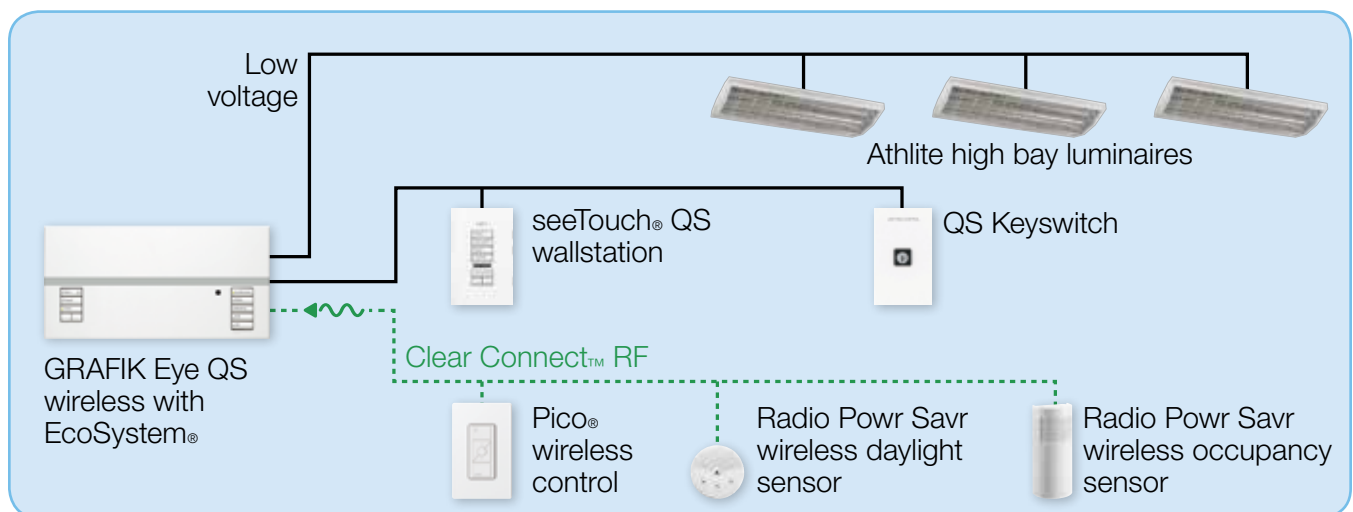 Low
voltage
Athlite high bay luminaires
seeTouch® QS
wallstation
QS Keyswitch
GRAFIK Eye QS
wireless with
EcoSystem®
Clear Connect™ RF
Pico®
wireless
control
Radio Powr Savr
wireless daylight
sensor
Radio Powr Savr
wireless occupancy
sensor